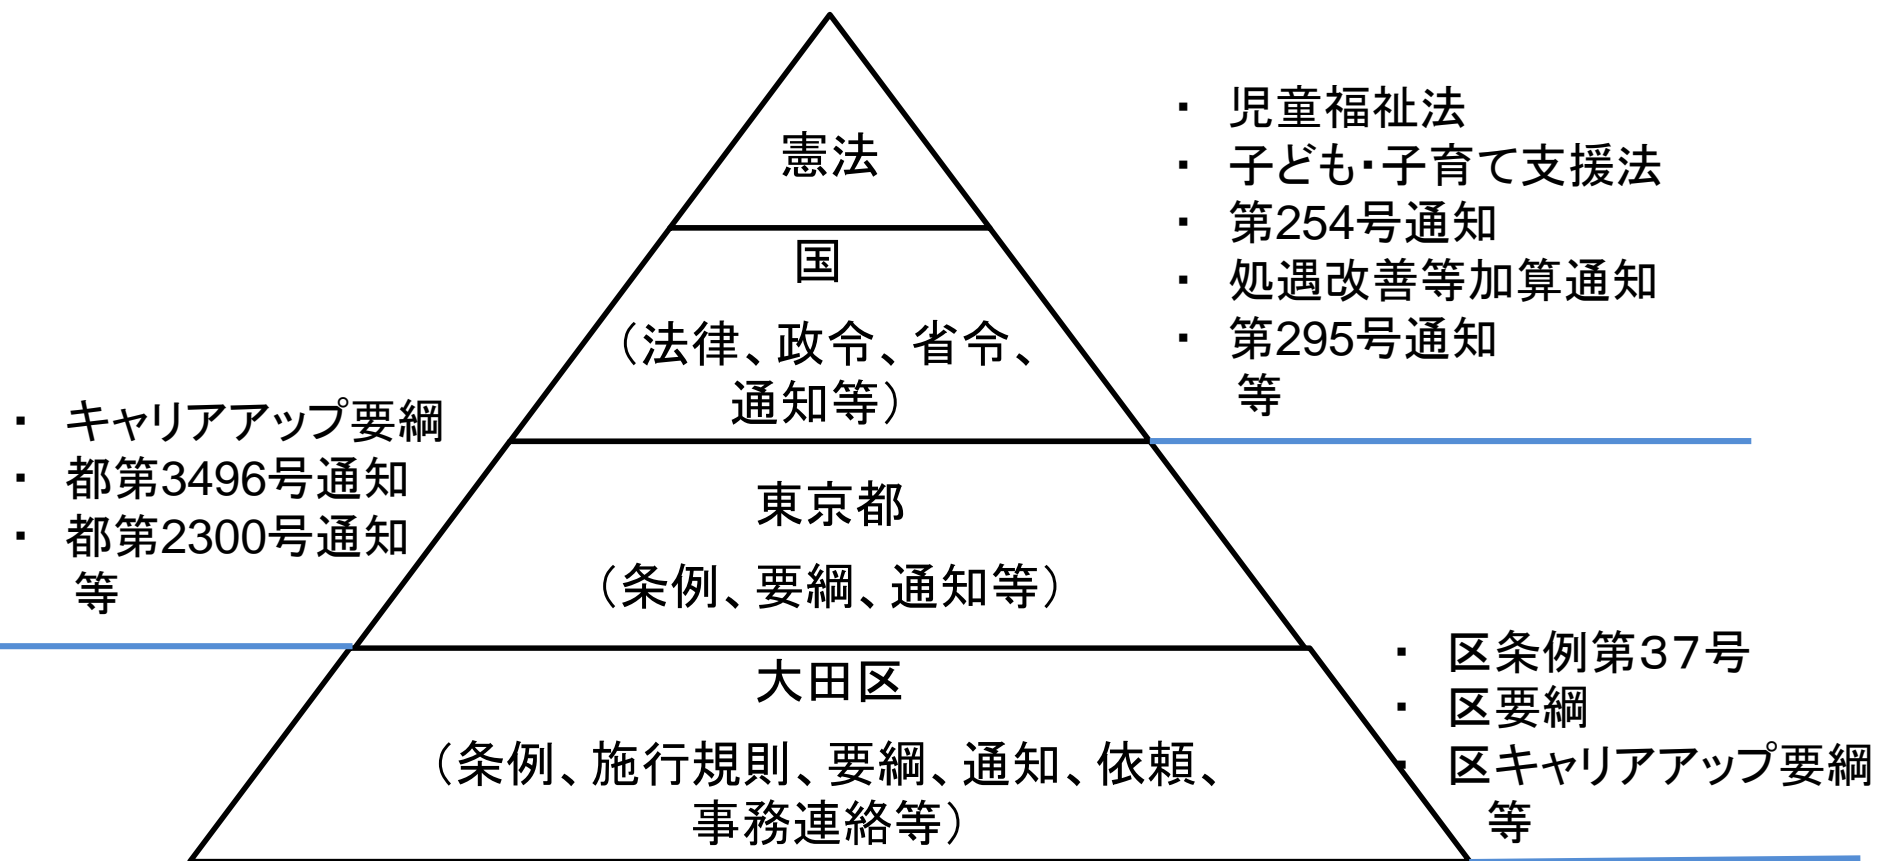 憲法
国
（法律、政令、省令、
通知等）
・ 児童福祉法
・ 子ども・子育て支援法
・ 第254号通知
・ 処遇改善等加算通知
・ 第295号通知
等
東京都
（条例、要綱、通知等）
・ キャリアアップ要綱
・ 都第3496号通知
・ 都第2300号通知
等
大田区
（条例、施行規則、要綱、通知、依頼、
事務連絡等）
・ 区条例第３７号
・ 区要綱
・ 区キャリアアップ要綱
等